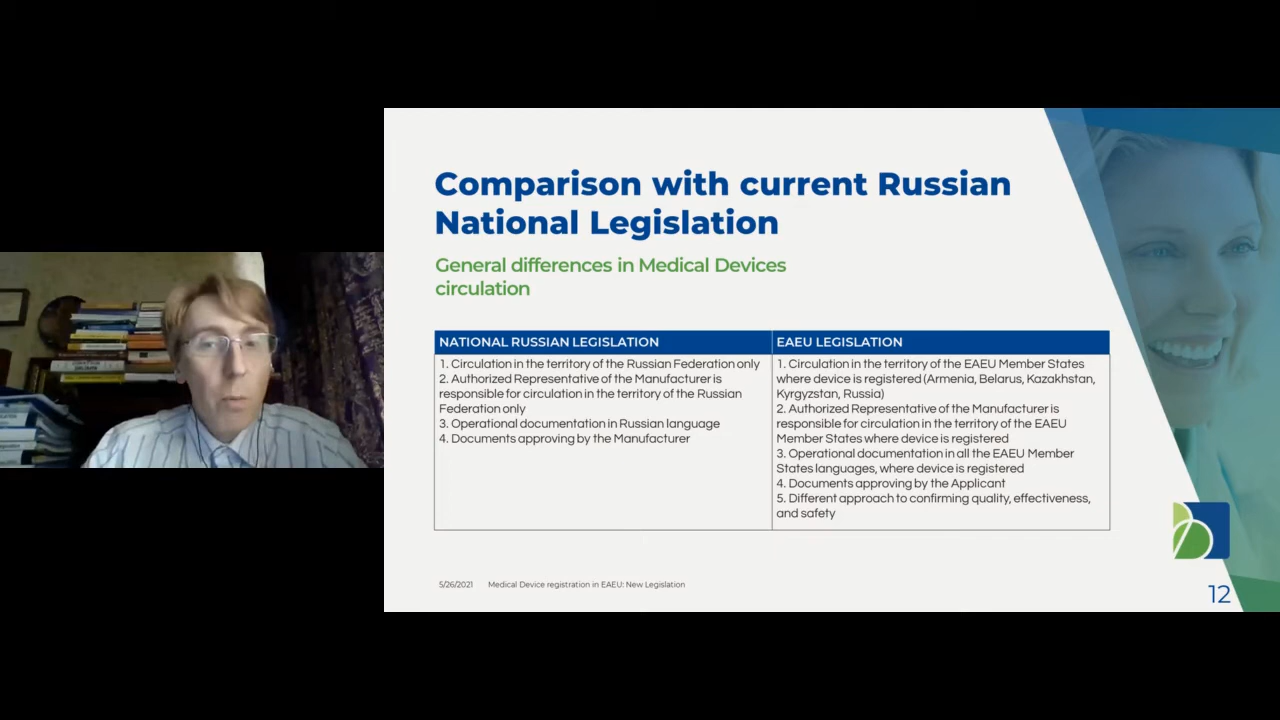 Comparison with current Russian
National Legislation
General differences in Medical Devices
circulation
NATIONAL RUSSIAN LEGISLATION
1. Circulation in the territory of the Russian Federation only
2. Authorized Representative of the Manufacturer is
responsible for circulation in the territory of the Russian
Federation only
3. Operational documentation in Russian language
4. Documents approving by the Manufacturer
EAEU LEGISLATION
1. Circulation in the territory of the EAEU Member States
where device is registered (Armenia, Belarus, Kazakhstan,
Kyrgyzstan, Russia)
2. Authorized Representative of the Manufacturer is
responsible for circulation in the territory of the EAEU
Member States where device is registered
3. Operational documentation in all the EAEU Member
States languages, where device is registered
4. Documents approving by the Applicant
5. Different approach to confirming quality, effectiveness,
and safety
5/26/2021 Medical Device registration in EAEU: New Legislation
12